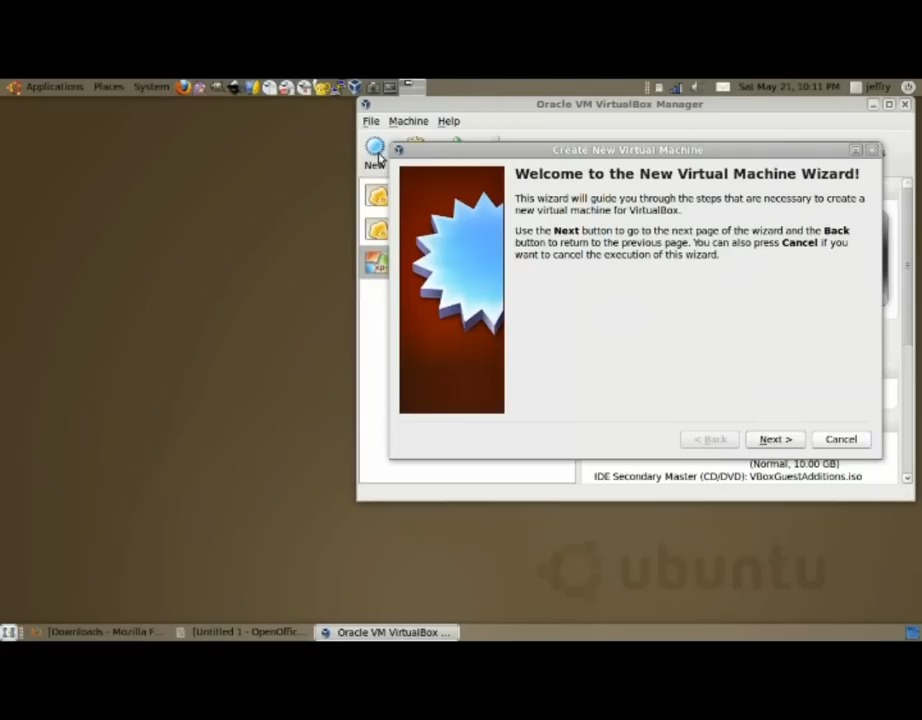 Applications Places System
Sat May 21, 10:11 PM jeffry
Oracle VM VirtualBox Manager
File Machine Help
New
Create New Virtual Machine
Welcome to the New Virtual Machine Wizard!
This wizard will guide you through the steps that are necessary to create a
new virtual machine for VirtualBox.
Use the Next button to go to the next page of the wizard and the Back
button to return to the previous page. You can also press Cancel if you
want to cancel the execution of this wizard.
< Back Next > Cancel
(Normal, 10.00 GB)
IDE Secondary Master (CD/DVD): VBoxGuestAdditions.iso
ubuntu
[Downloads - Mozilla F... [Untitled 1 - OpenOffic... Oracle VM VirtualBox ...